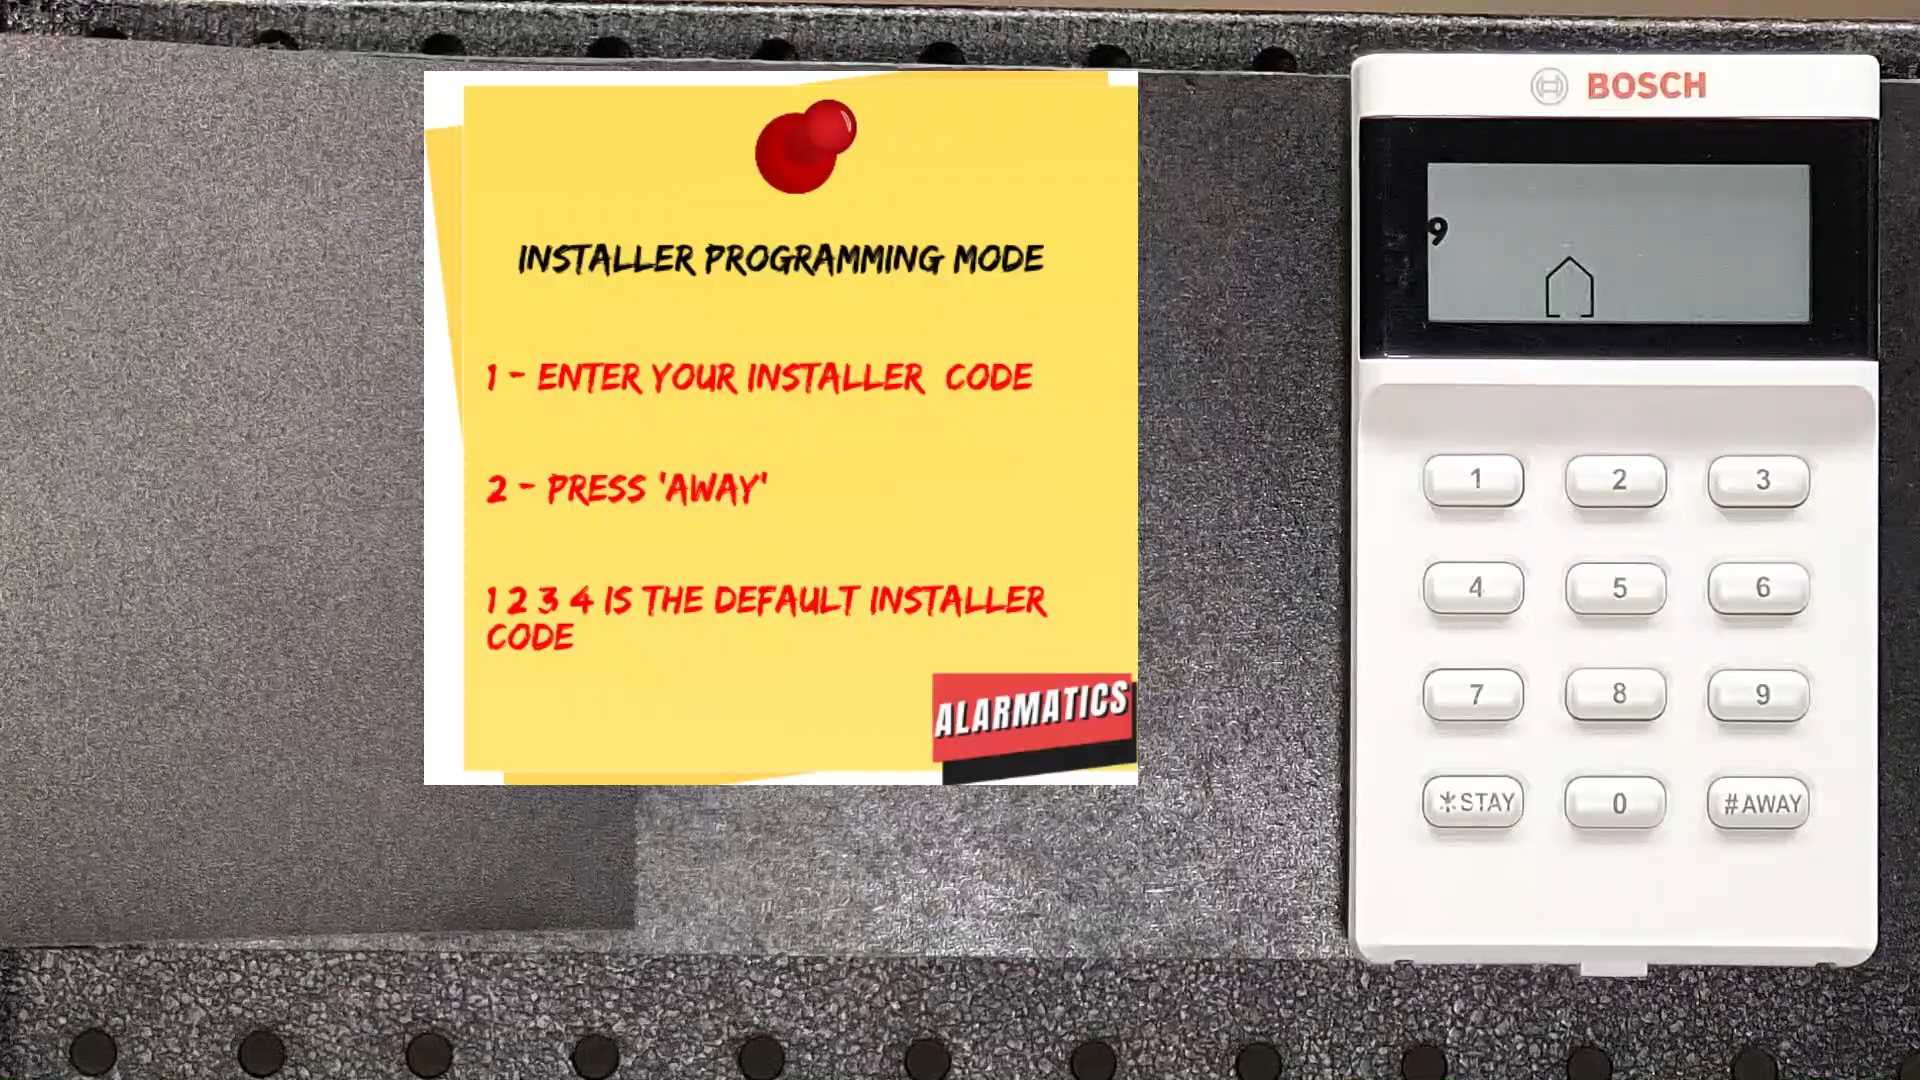 BOSCH
9
INSTALLER PROGRAMMING MODE
1 - ENTER YOUR INSTALLER CODE
2 - PRESS 'AWAY'
1 2 3 4 IS THE DEFAULT INSTALLER
CODE
ALARMATICS
1 2 3
4 5 6
7 8 9
*STAY 0 #AWAY